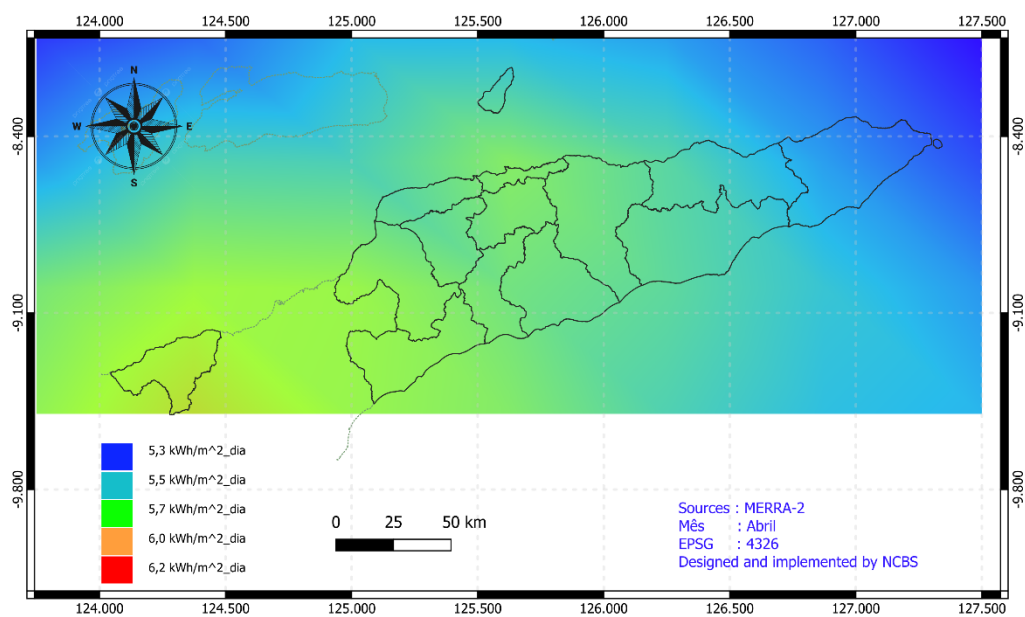 124.000 124.500 125.000 125.500 126.000 126.500 127.000 127.500
N
W E
S
-8.400 -8.400
-9.100 -9.100
-9.800 -9.800
5,3 kWh/m^2_dia
5,5 kWh/m^2_dia
5,7 kWh/m^2_dia
6,0 kWh/m^2_dia
6,2 kWh/m^2_dia
0 25 50 km
Sources : MERRA-2
Mês : Abril
EPSG : 4326
Designed and implemented by NCBS
124.000 124.500 125.000 125.500 126.000 126.500 127.000 127.500